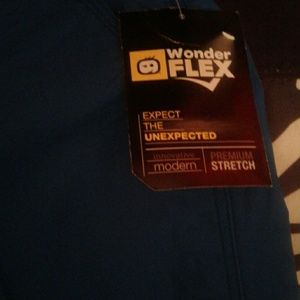 Wonder
FLEX
EXPECT
THE
UNEXPECTED
innovative
modern
PREMIUM
STRETCH